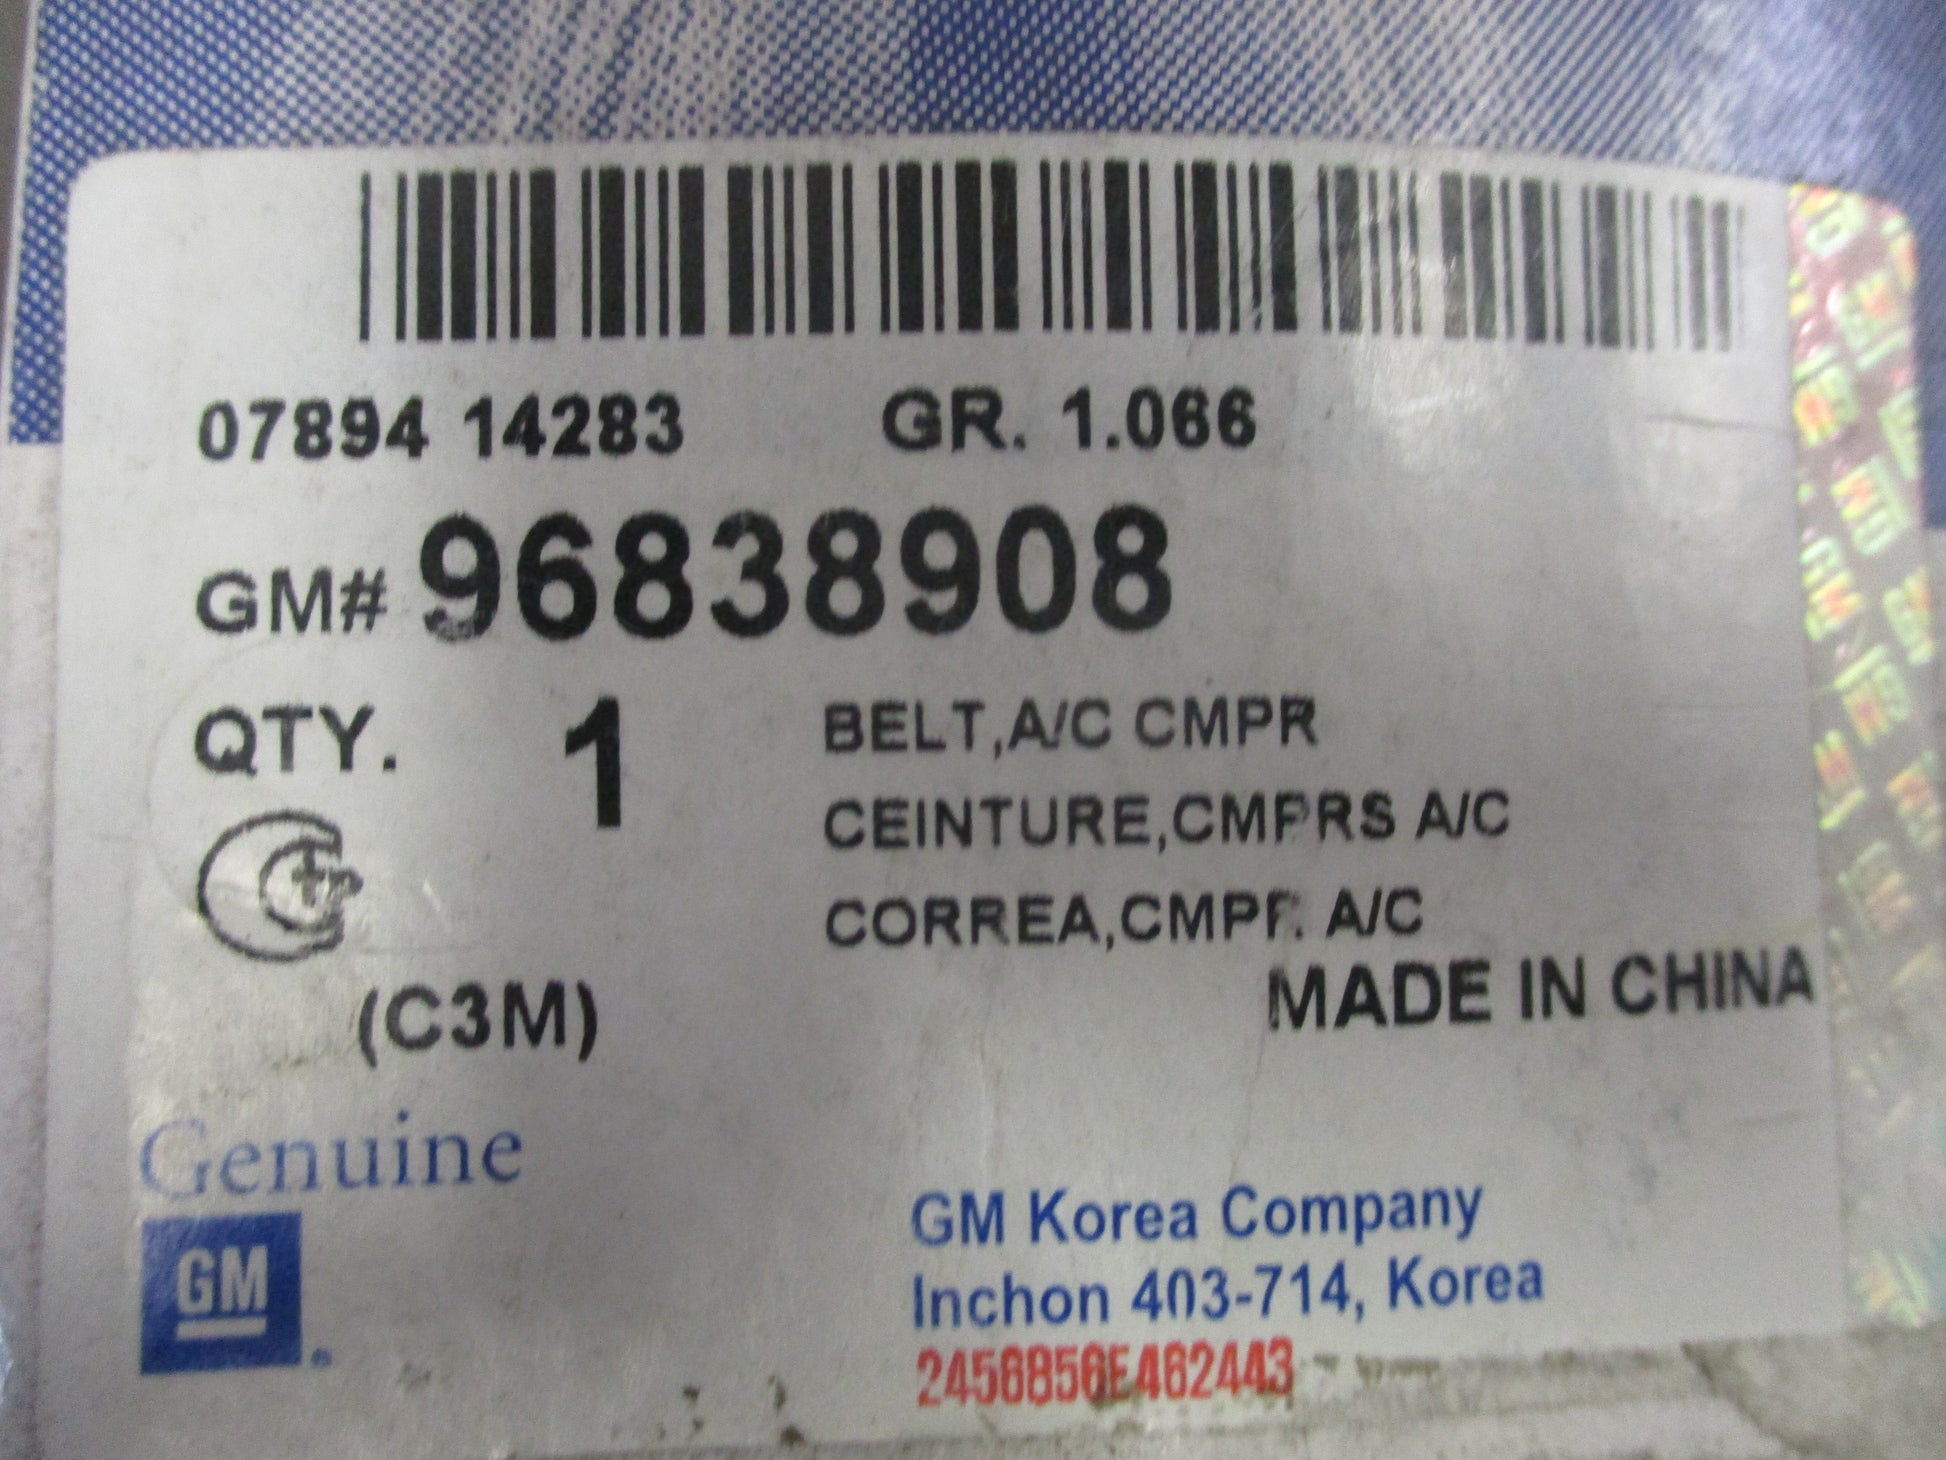 07894 14283 GR. 1.066
GM# 96838908
QTY. 1 BELT,A/C CMPR
CEINTURE,CMPRS A/C
CORREA,CMPR. A/C
MADE IN CHINA
(C3M)
Genuine
GM
GM Korea Company
Inchon 403-714, Korea